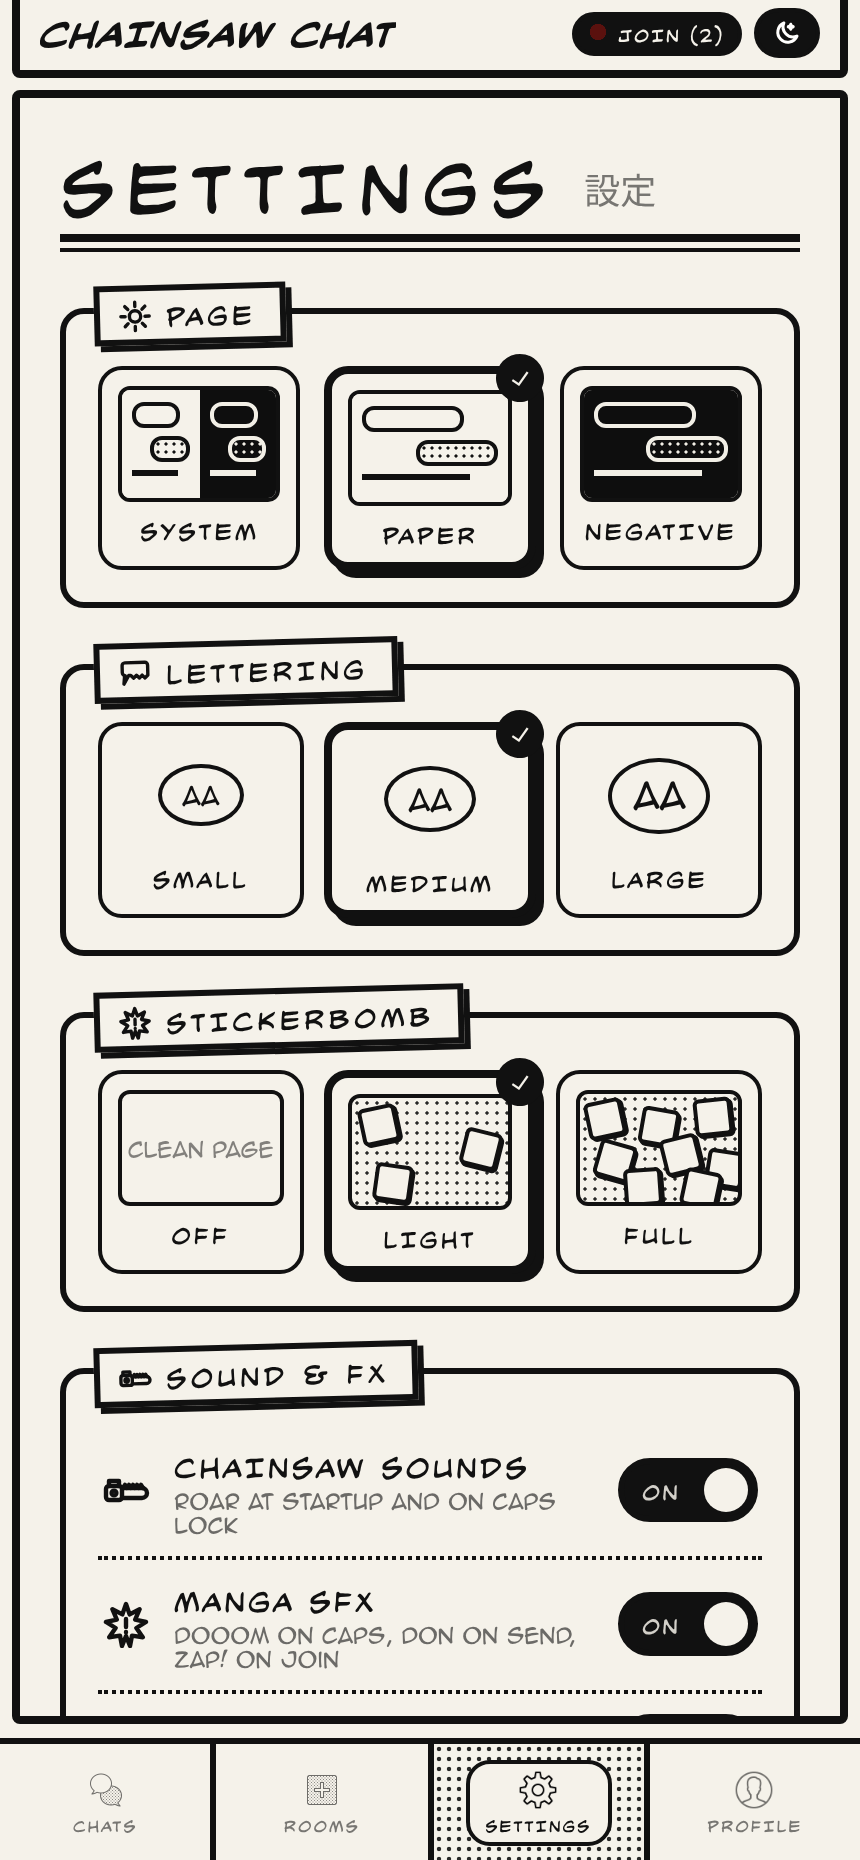 CHAINSAW CHAT
JOIN (2)
SETTINGS 設定
PAGE
SYSTEM
PAPER
NEGATIVE
LETTERING
AA
AA
AA
SMALL
MEDIUM
LARGE
STICKERBOMB
CLEAN PAGE
OFF
LIGHT
FULL
SOUND & FX
CHAINSAW SOUNDS
ROAR AT STARTUP AND ON CAPS
LOCK
ON
MANGA SFX
DOOOM ON CAPS, DON ON SEND,
ZAP! ON JOIN
ON
CHATS
ROOMS
SETTINGS
PROFILE